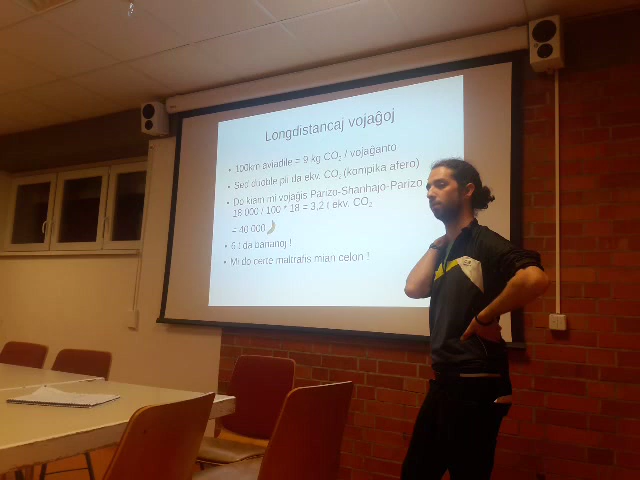 Longdistancaj vojaĝoj
• 100km aviadile = 9 kg CO₂ / vojaĝanto
• Sed duoble pli da ekv. CO₂ (kompika afero)
• Do kiam mi vojaĝis Parizo-Shanhajo-Parizo
18 000 / 100 * 18 = 3,2 t ekv. CO₂
= 40 000
• 6 t da bananoj !
• Mi do certe maltrafis mian celon !